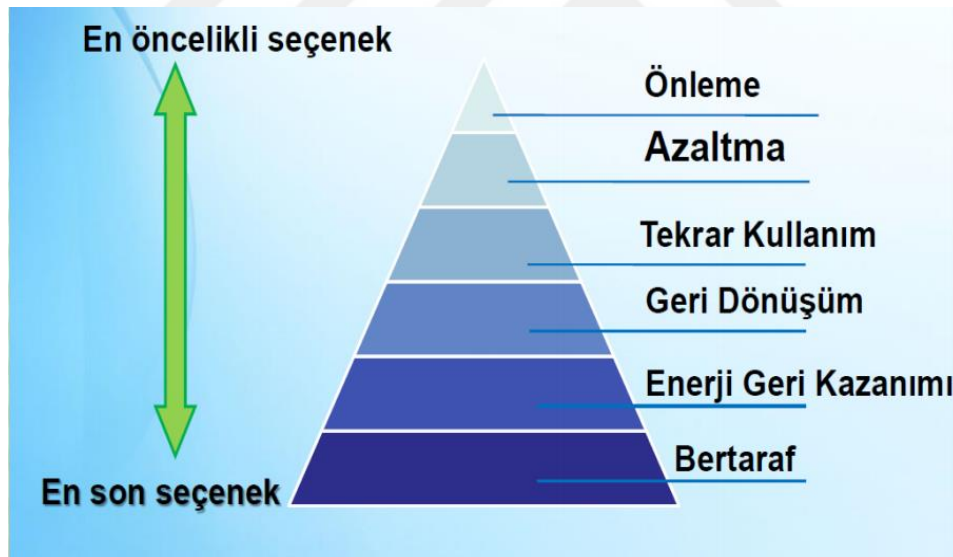 En öncelikli seçenek
Önleme
Azaltma
Tekrar Kullanım
Geri Dönüşüm
Enerji Geri Kazanımı
Bertaraf
En son seçenek